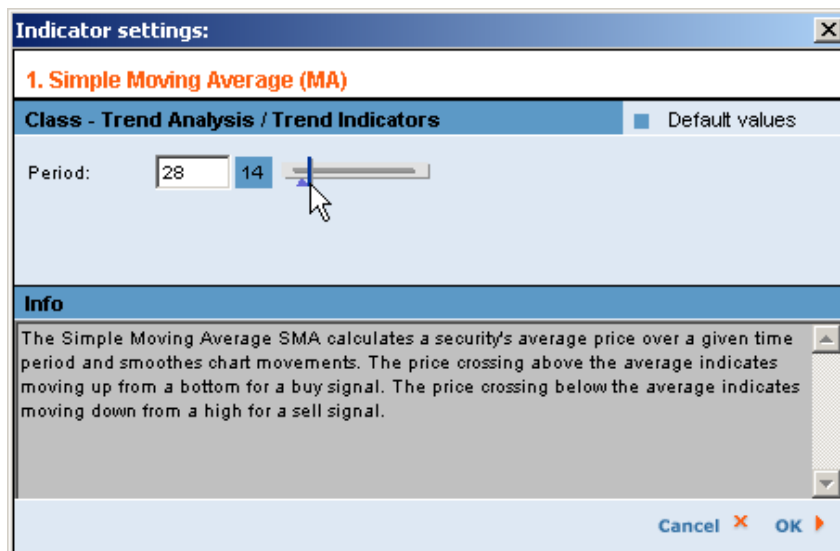 Indicator settings:
1. Simple Moving Average (MA)
Class - Trend Analysis / Trend Indicators
Default values
Period: 28 14
Info
The Simple Moving Average SMA calculates a security's average price over a given time
period and smoothes chart movements. The price crossing above the average indicates
moving up from a bottom for a buy signal. The price crossing below the average indicates
moving down from a high for a sell signal.
Cancel OK